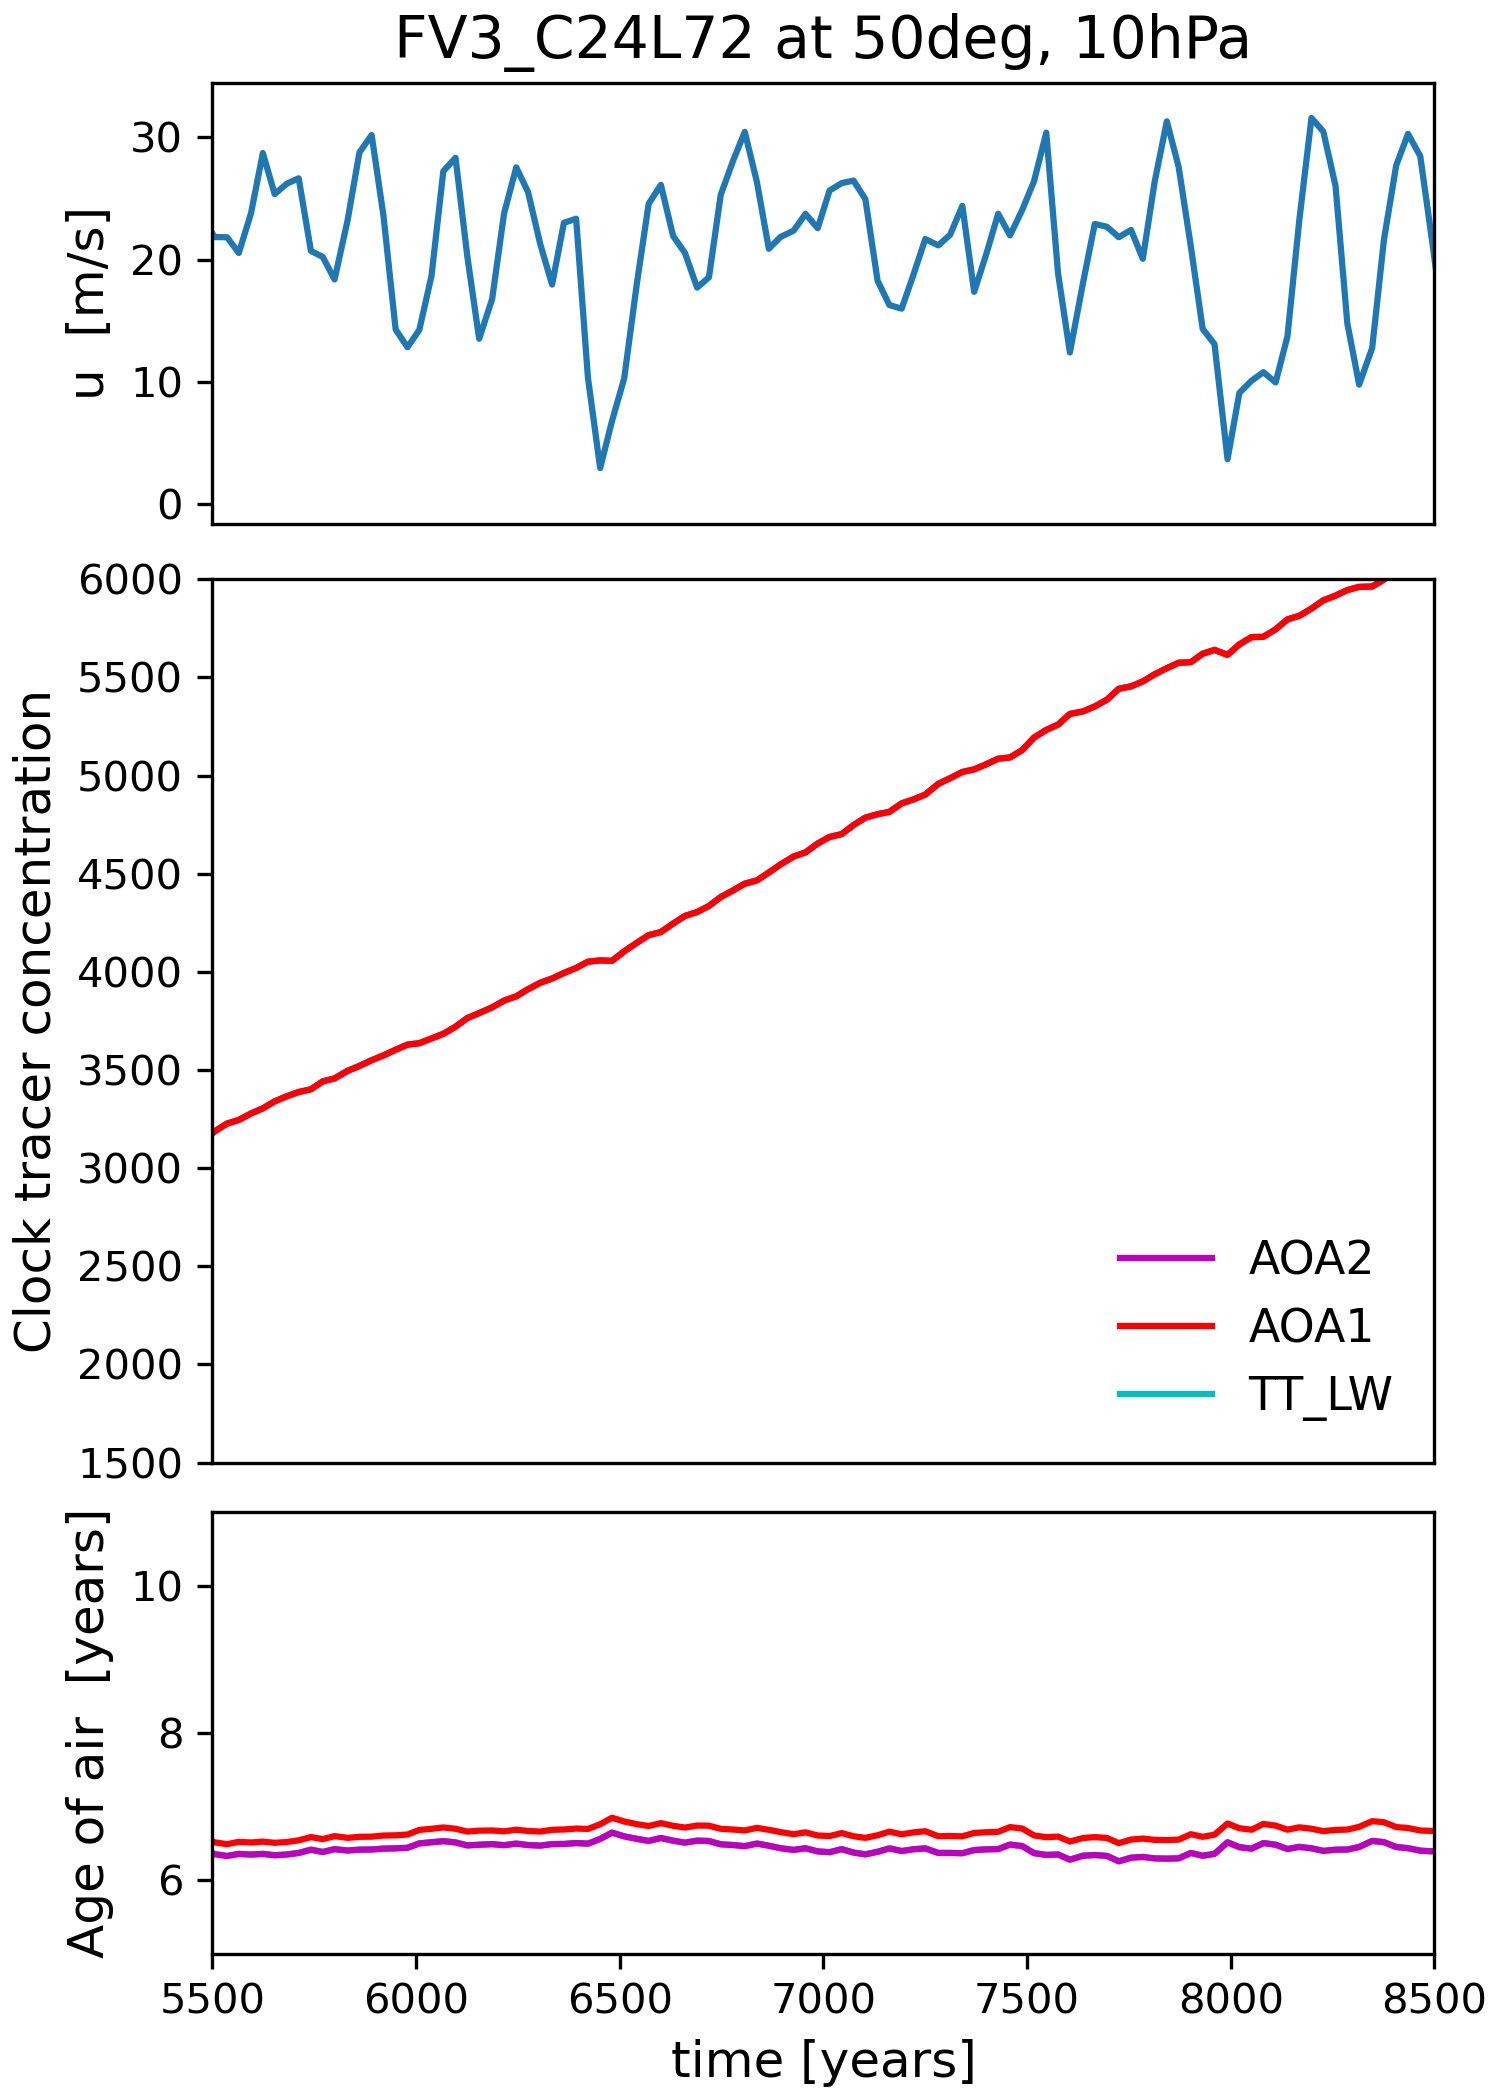 FV3_C24L72 at 50deg, 10hPa
u [m/s]
30
20
10
0
Clock tracer concentration
6000
5500
5000
4500
4000
3500
3000
2500
2000
1500
AOA2
AOA1
TT_LW
Age of air [years]
10
8
6
5500 6000 6500 7000 7500 8000 8500
time [years]